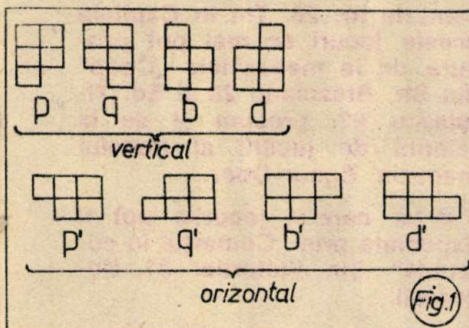 p q b d
vertical
p' q' b' d'
orizontal
Fig.1